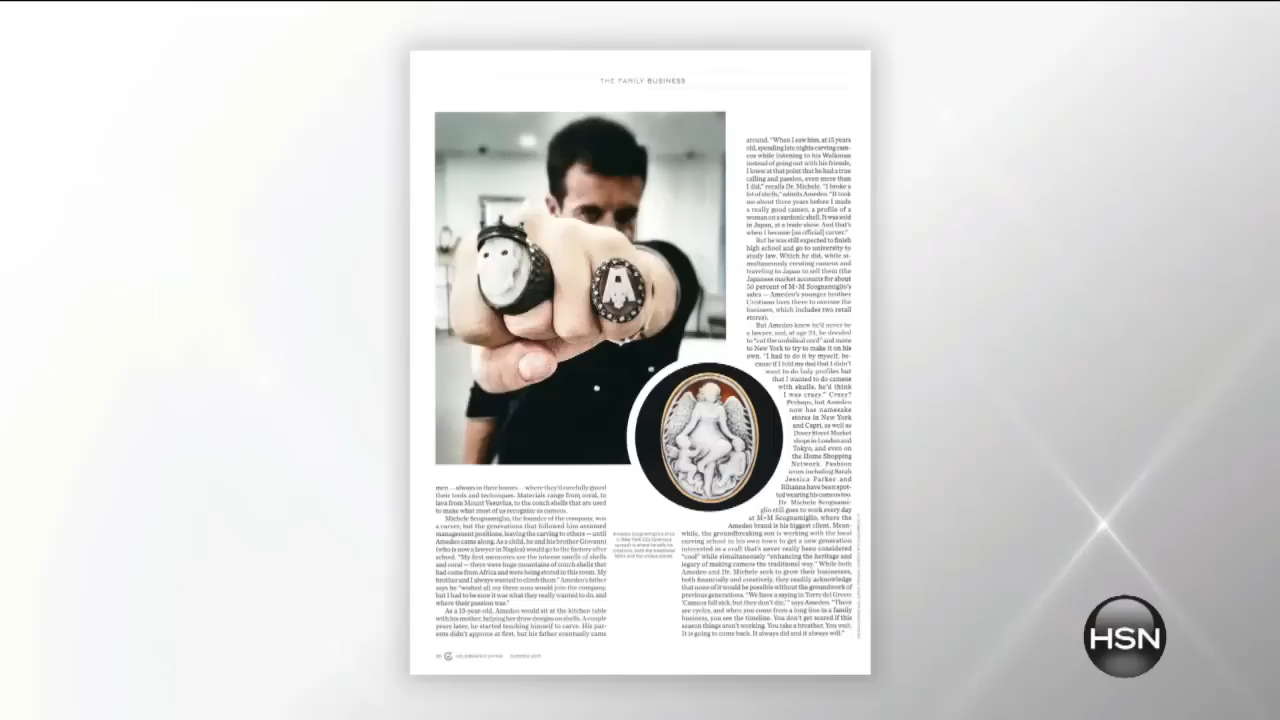 THE FAMILY BUSINESS
A
around. "When I saw him, at 15 years
old, spending late nights carving cam-
eos while listening to his Walkman
instead of going out with his friends,
I knew at that point that he had a true
calling and passion, even more than
I did," recalls Dr. Michele. "I broke a
lot of shells," admits Amedeo. "It took
me about three years before I made
a really good cameo, a profile of a
woman on a sardonic shell. It was sold
in Japan, at a trade show. And that's
when I became [an official] carver."
But he was still expected to finish
high school and go to university to
study law. Which he did, while si-
multaneously creating cameos and
traveling to Japan to sell them (the
Japanese market accounts for about
50 percent of M+M Scognamiglio's
sales — Amedeo's younger brother
Cristiano lives there to oversee the
business, which includes two retail
stores).
But Amedeo knew he'd never be
a lawyer, and, at age 24, he decided
to "cut the umbilical cord" and move
to New York to try to make it on his
own. "I had to do it by myself, be-
cause if I told my dad that I didn't
want to do lady profiles but
that I wanted to do cameos
with skulls, he'd think
I was crazy." Crazy?
Perhaps, but Amedeo
now has namesake
stores in New York
and Capri, as well as
Dover Street Market
shops in London and
Tokyo, and even on
the Home Shopping
Network. Fashion
icons including Sarah
Jessica Parker and
Rihanna have been spot-
ted wearing his cameos too.
Dr. Michele Scognami-
glio still goes to work every day
at M+M Scognamiglio, where the
Amedeo brand is his biggest client. Mean-
men — always in their houses — where they'd carefully guard
their tools and techniques. Materials range from coral, to
lava from Mount Vesuvius, to the conch shells that are used
to make what most of us recognize as cameos.
Michele Scognamiglio, the founder of the company, was
a carver, but the generations that followed him assumed
management positions, leaving the carving to others — until
Amedeo came along. As a child, he and his brother Giovanni
(who is now a lawyer in Naples) would go to the factory after
school. "My first memories are the intense smells of shells
and coral — there were huge mountains of conch shells that
had come from Africa and were being stored in this room. My
brother and I always wanted to climb them." Amedeo's father
says he "wished all my three sons would join the company,
but I had to be sure it was what they really wanted to do, and
where their passion was."
As a 13-year-old, Amedeo would sit at the kitchen table
with his mother, helping her draw designs on shells. A couple
years later, he started teaching himself to carve. His par-
ents didn't approve at first, but his father eventually came
while, the groundbreaking son is working with the local
carving school in his own town to get a new generation
interested in a craft that's never really been considered
"cool" while simultaneously "enhancing the heritage and
legacy of making cameos the traditional way." While both
Amedeo and Dr. Michele seek to grow their businesses,
both financially and creatively, they readily acknowledge
that none of it would be possible without the groundwork of
previous generations. "We have a saying in Torre del Greco:
'Cameos fall sick, but they don't die,'" says Amedeo. "There
are cycles, and when you come from a long line in a family
business, you see the timeline. You don't get scared if this
season things aren't working. You take a breather. You wait.
It is going to come back. It always did and it always will."
HSN